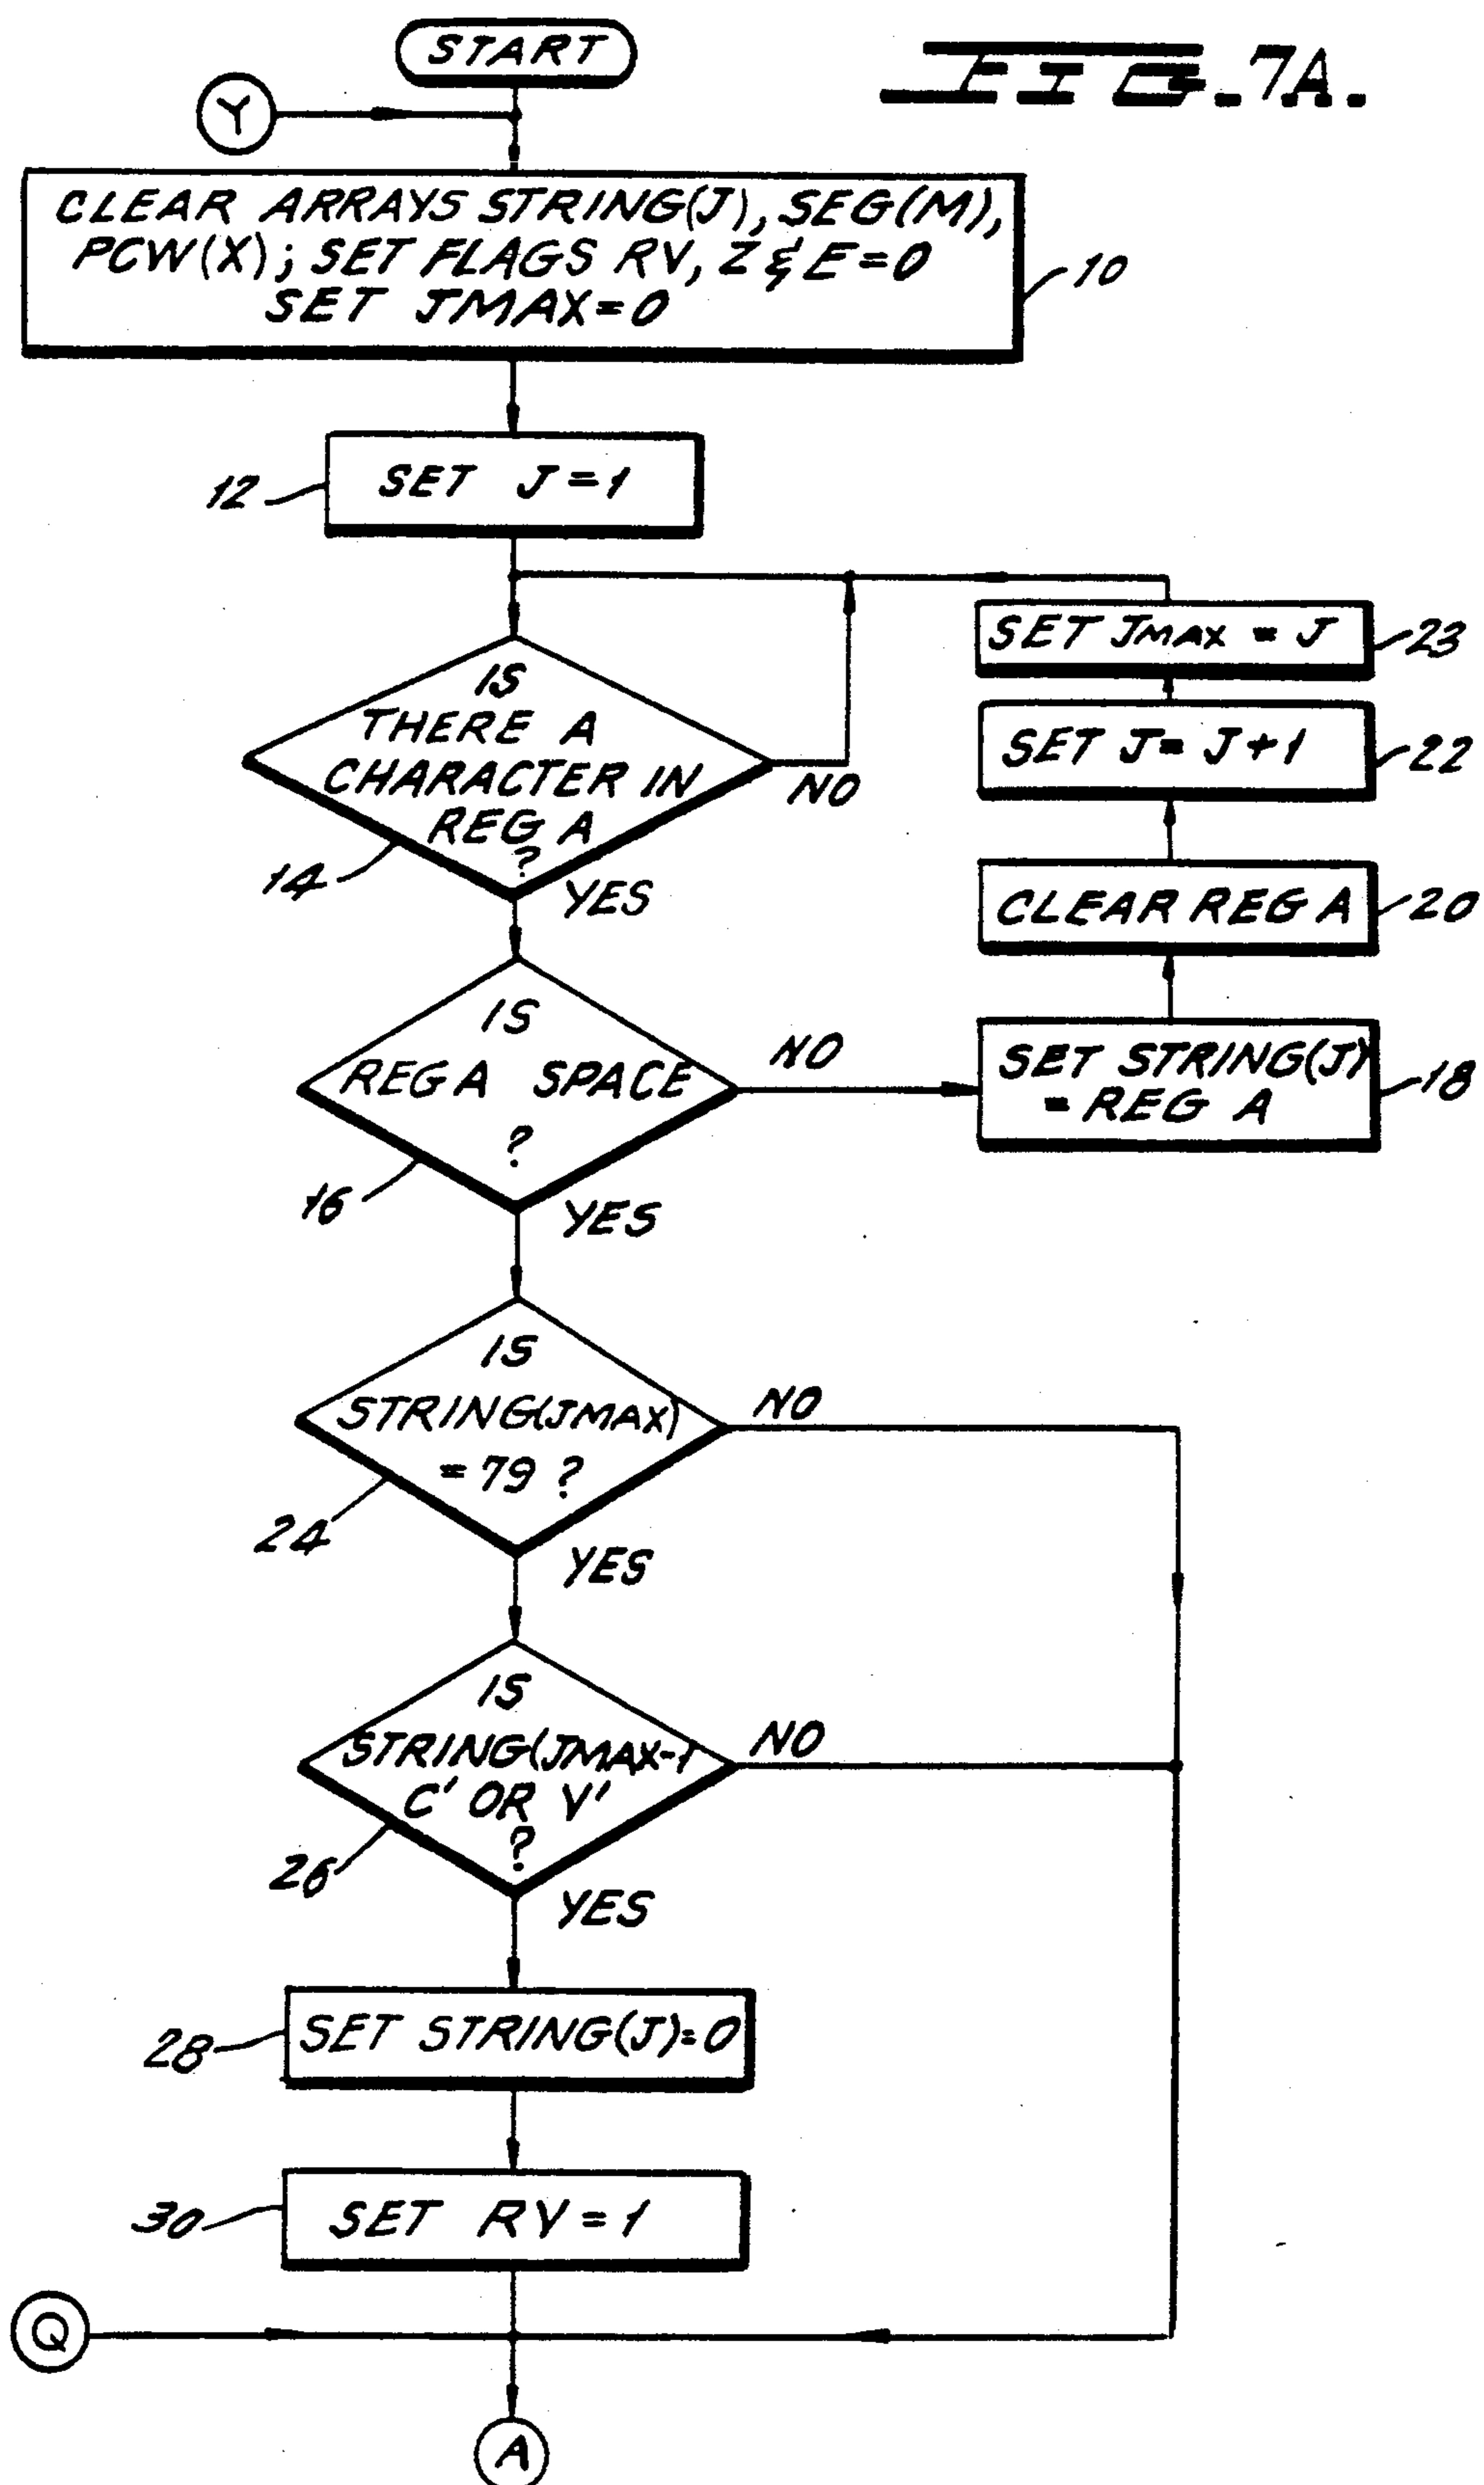 START
FIG. 7A.
Y
CLEAR ARRAYS STRING(J), SEG(M),
PCW(X); SET FLAGS RV, Z & E=0
SET JMAX=0
10
SET J=1
12
SET JMAX = J
23
IS
THERE A
CHARACTER IN
REG A
?
NO
14
YES
SET J= J+1
22
CLEAR REG A
20
IS
REG A SPACE
?
NO
16
YES
SET STRING(J)
= REG A
18
IS
STRING(JMAX)
=79 ?
NO
24
YES
IS
STRING(JMAX-1
C' OR V'
?
NO
26
YES
SET STRING(J)=0
28
SET RV=1
30
Q
A